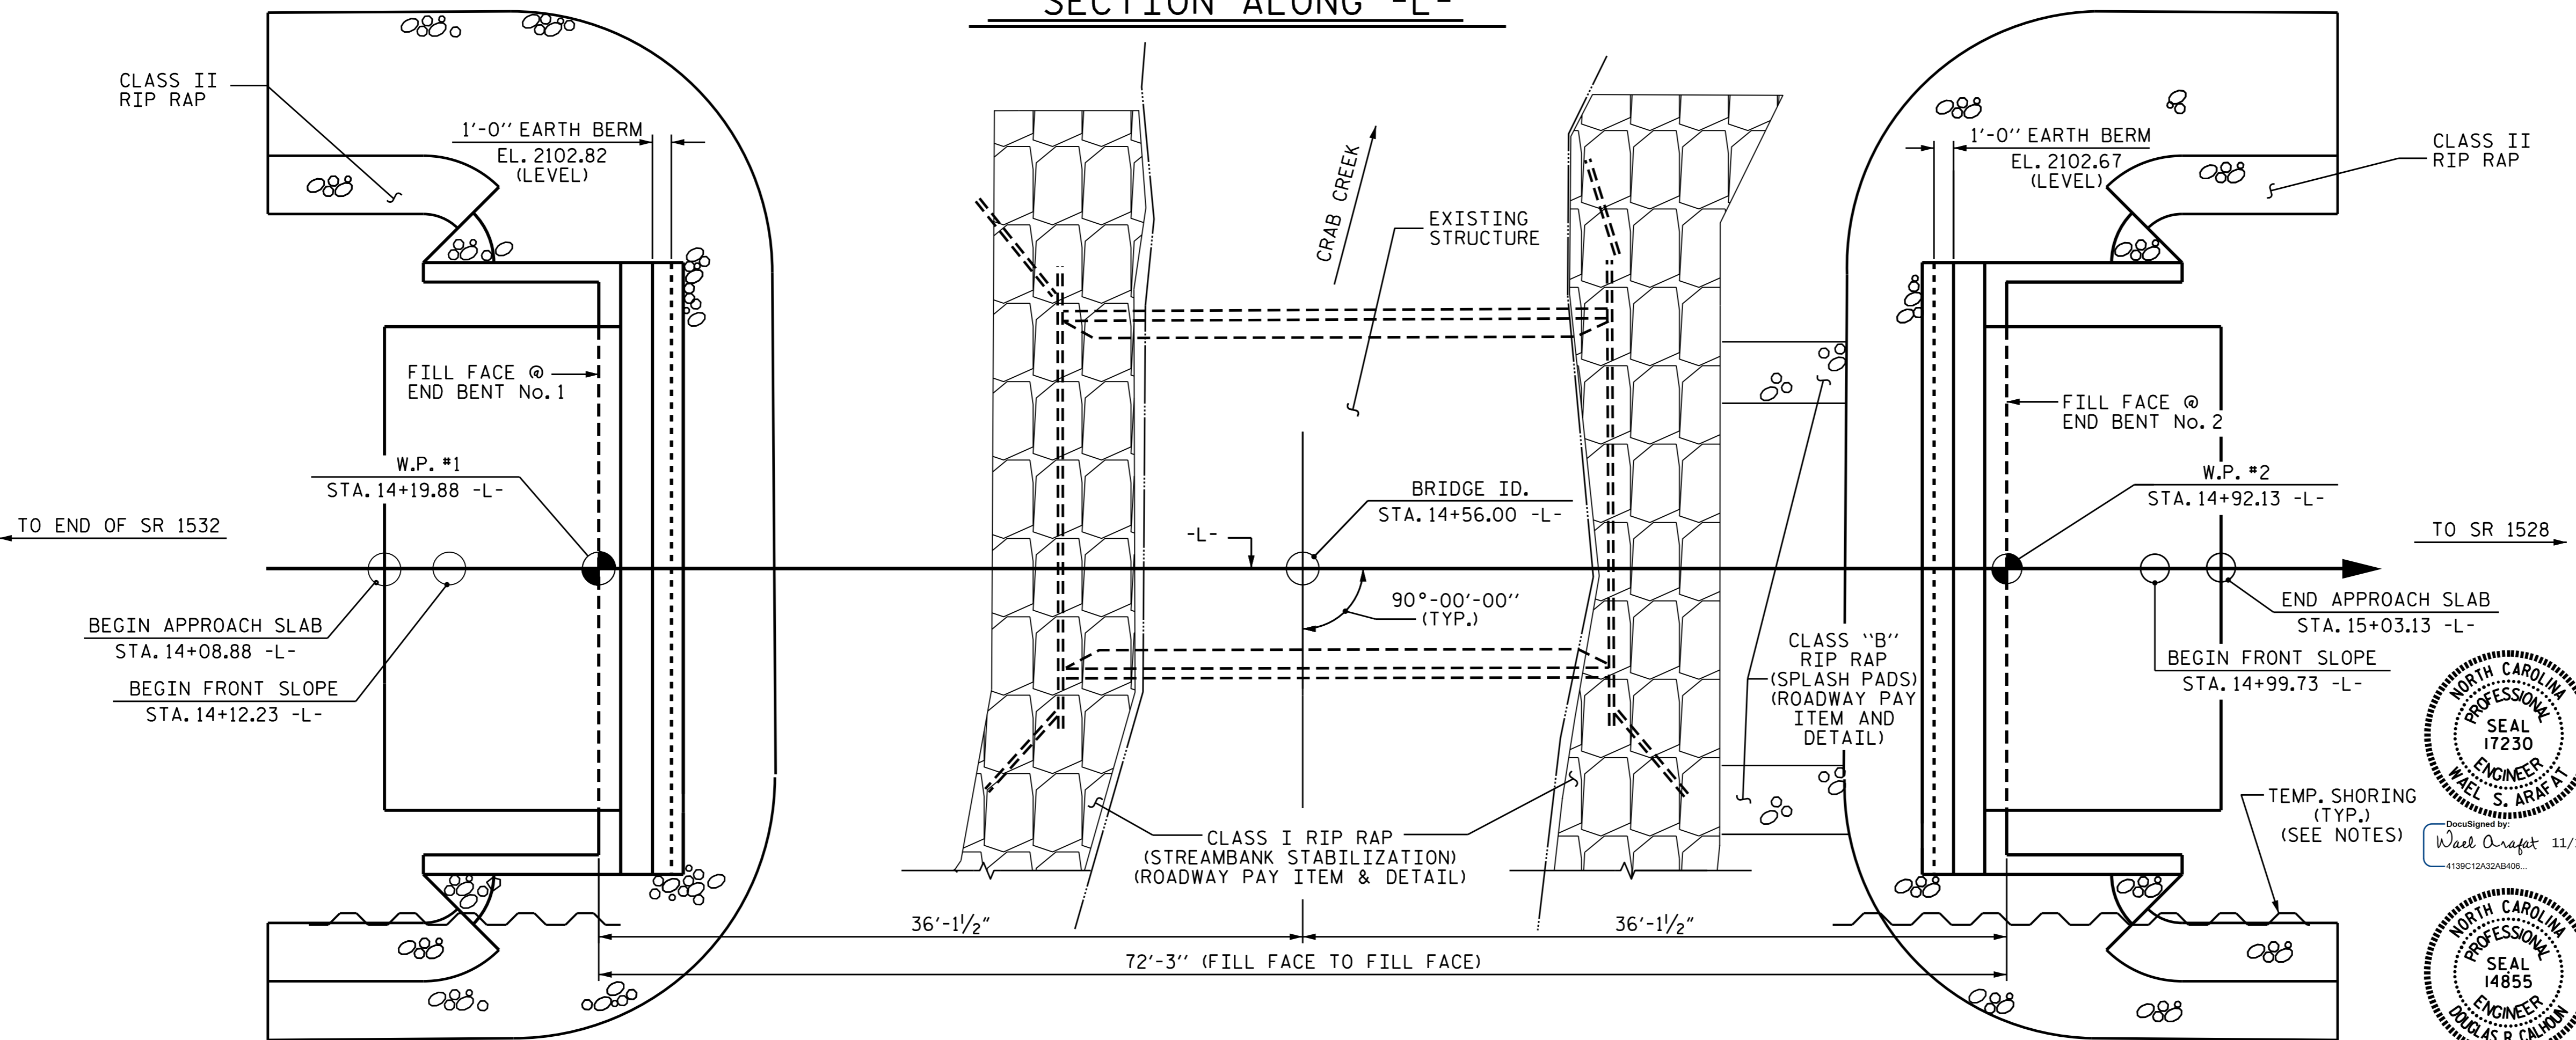 SECTION ALONG -L-
CLASS II
RIP RAP
1'-0" EARTH BERM
EL. 2102.82
(LEVEL)
CRAB CREEK
EXISTING
STRUCTURE
1'-0" EARTH BERM
EL. 2102.67
(LEVEL)
CLASS II
RIP RAP
FILL FACE @
END BENT No. 1
FILL FACE @
END BENT No. 2
W.P. #1
STA. 14+19.88 -L-
BRIDGE ID.
STA. 14+56.00 -L-
W.P. #2
STA. 14+92.13 -L-
TO END OF SR 1532
-L-
TO SR 1528
90°-00'-00"
(TYP.)
BEGIN APPROACH SLAB
STA. 14+08.88 -L-
BEGIN FRONT SLOPE
STA. 14+12.23 -L-
END APPROACH SLAB
STA. 15+03.13 -L-
BEGIN FRONT SLOPE
STA. 14+99.73 -L-
CLASS "B"
RIP RAP
(SPLASH PADS)
(ROADWAY PAY
ITEM AND
DETAIL)
CLASS I RIP RAP
(STREAMBANK STABILIZATION)
(ROADWAY PAY ITEM & DETAIL)
TEMP. SHORING
(TYP.)
(SEE NOTES)
36'-1½"
36'-1½"
72'-3" (FILL FACE TO FILL FACE)
NORTH CAROLINA
PROFESSIONAL
SEAL
17230
ENGINEER
WAEL S. ARAFAT
DocuSigned by:
Wael Arafat 11/
4139C12A32AB406...
NORTH CAROLINA
PROFESSIONAL
SEAL
14855
ENGINEER
DOUGLAS R CALHOUN